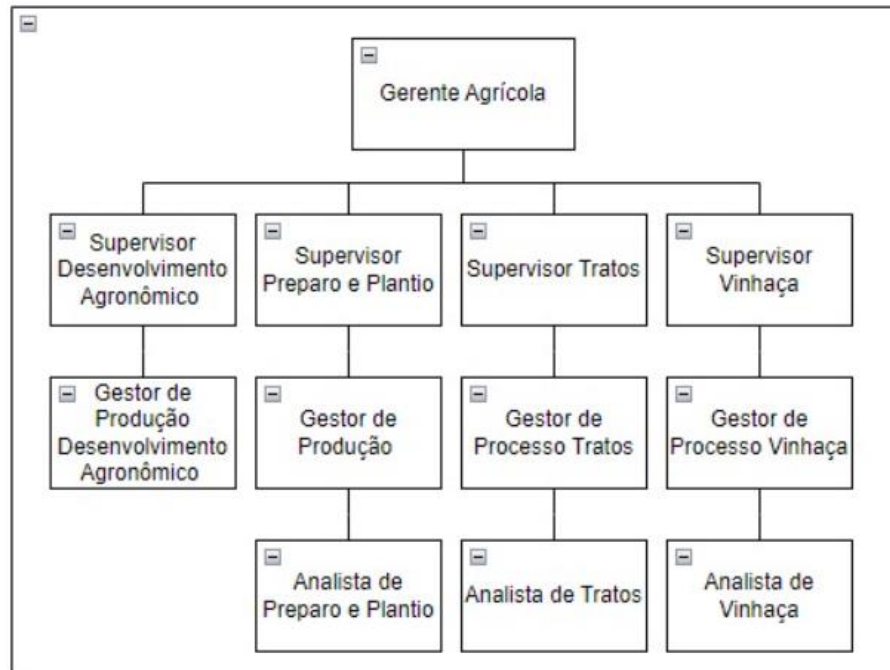 Gerente Agrícola
Supervisor
Desenvolvimento
Agronômico
Supervisor
Preparo e Plantio
Supervisor Tratos
Supervisor
Vinhaça
Gestor de
Produção
Desenvolvimento
Agronômico
Gestor de
Produção
Gestor de
Processo Tratos
Gestor de
Processo Vinhaça
Analista de
Preparo e Plantio
Analista de Tratos
Analista de
Vinhaça